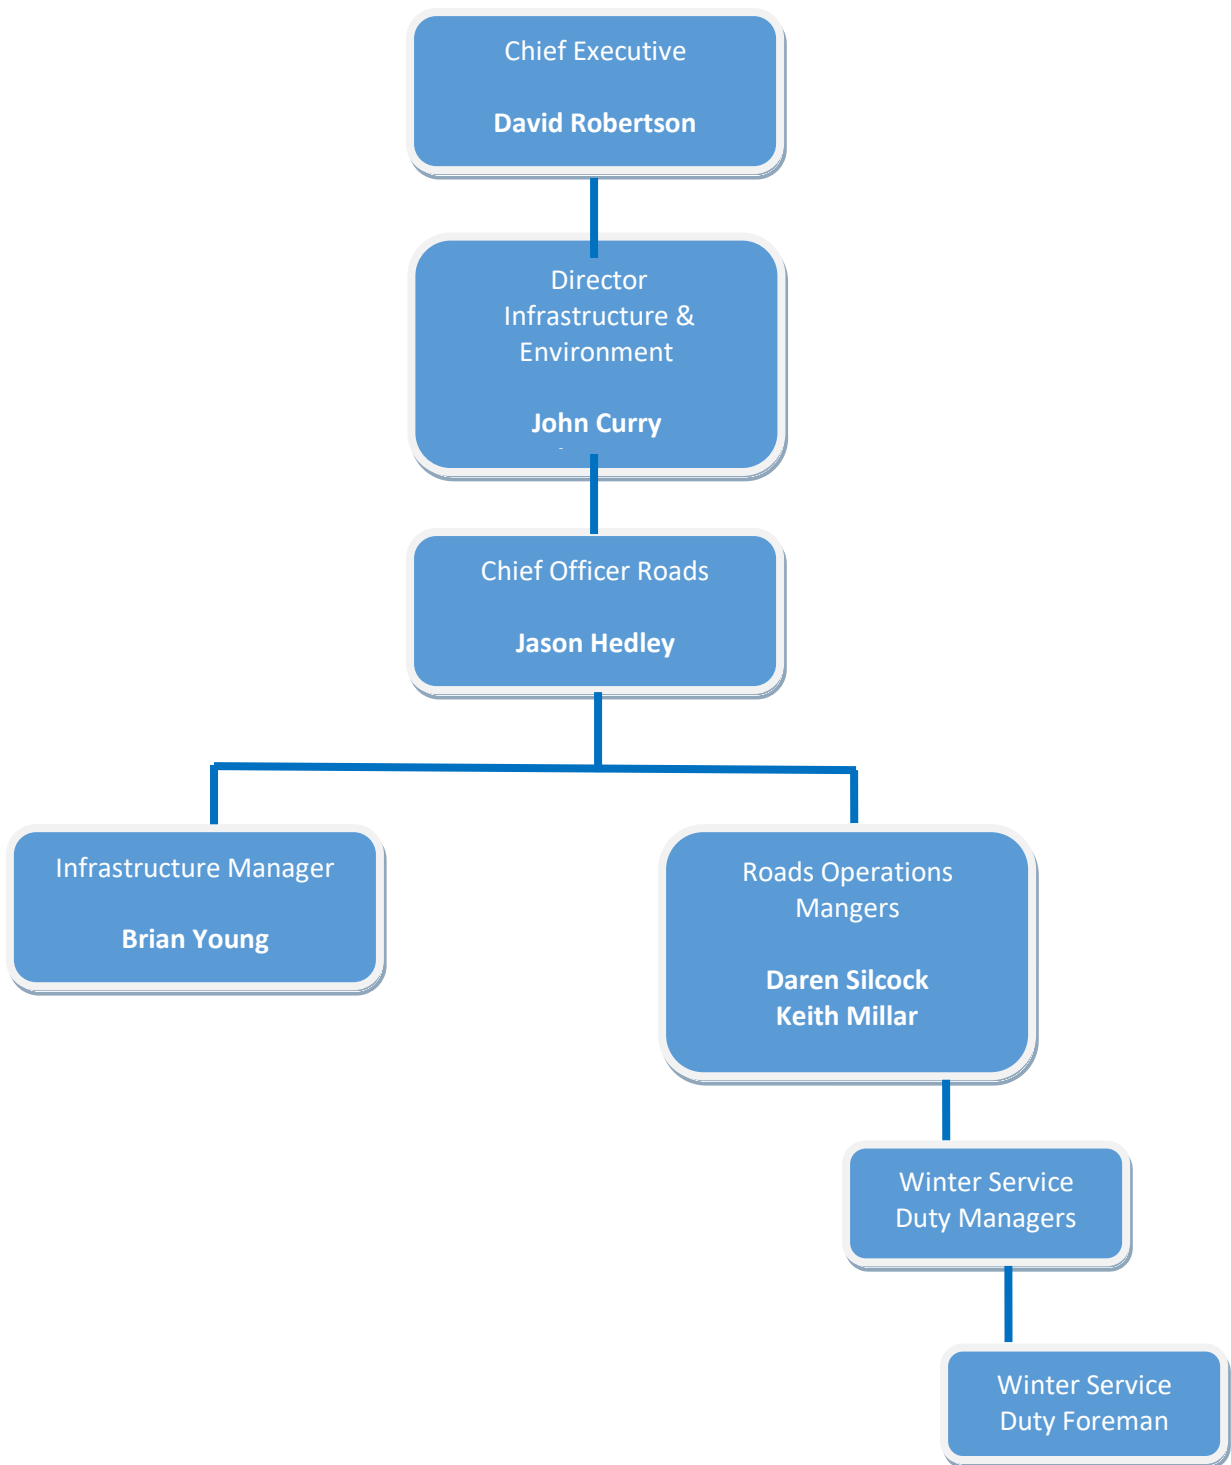 Chief Executive
David Robertson
Director
Infrastructure &
Environment
John Curry
Chief Officer Roads
Jason Hedley
Infrastructure Manager
Brian Young
Roads Operations
Mangers
Daren Silcock
Keith Millar
Winter Service
Duty Managers
Winter Service
Duty Foreman